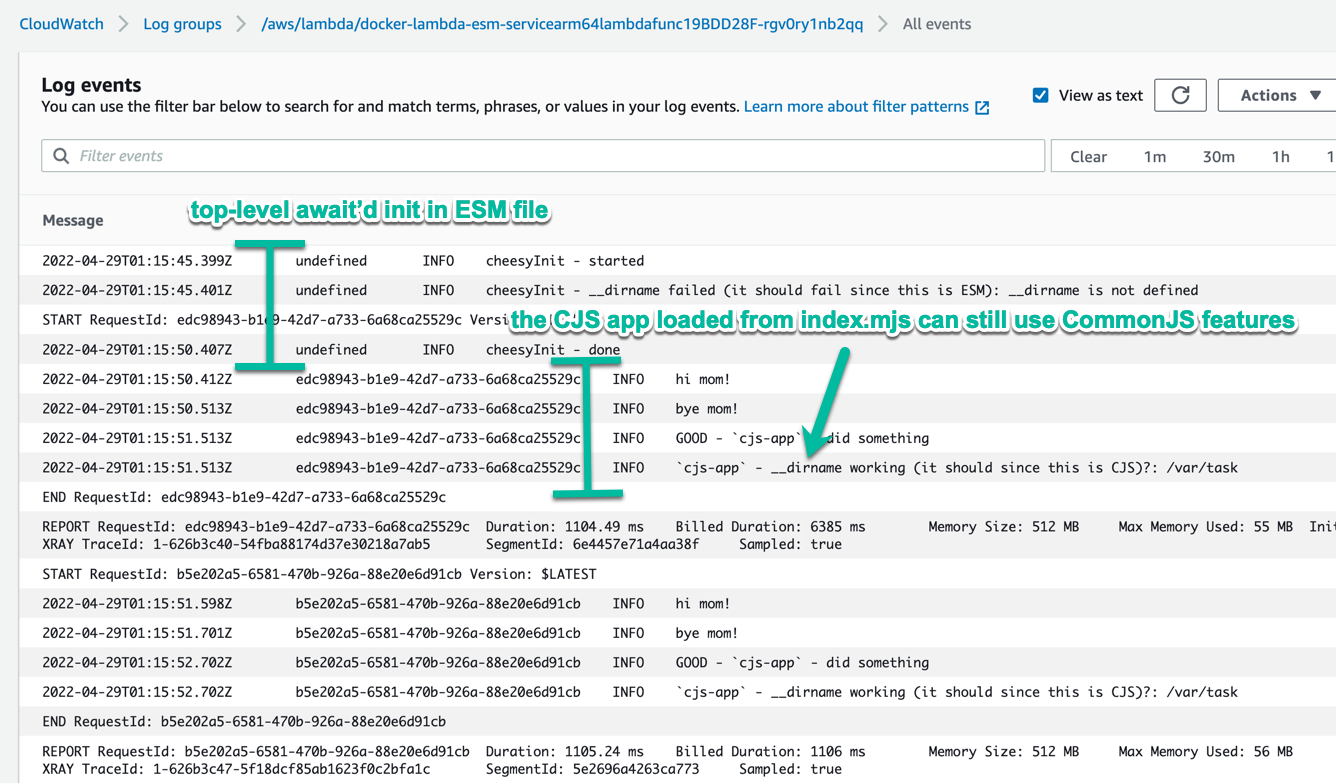 CloudWatch > Log groups > /aws/lambda/docker-lambda-esm-servicearm64lambdafunc19BDD28F-rgv0ry1nb2qq > All events
Log events
You can use the filter bar below to search for and match terms, phrases, or values in your log events. Learn more about filter patterns
View as text
Actions
Filter events
Clear 1m 30m 1h 1
Message
top-level await’d init in ESM file
2022-04-29T01:15:45.399Z undefined INFO cheesyInit - started
2022-04-29T01:15:45.401Z undefined INFO cheesyInit - __dirname failed (it should fail since this is ESM): __dirname is not defined
START RequestId: edc98943-b1e9-42d7-a733-6a68ca25529c Versi
the CJS app loaded from index.mjs can still use CommonJS features
2022-04-29T01:15:50.407Z undefined INFO cheesyInit - done
2022-04-29T01:15:50.412Z edc98943-b1e9-42d7-a733-6a68ca25529c INFO hi mom!
2022-04-29T01:15:50.513Z edc98943-b1e9-42d7-a733-6a68ca25529c INFO bye mom!
2022-04-29T01:15:51.513Z edc98943-b1e9-42d7-a733-6a68ca25529c INFO GOOD - `cjs-app` did something
2022-04-29T01:15:51.513Z edc98943-b1e9-42d7-a733-6a68ca25529c INFO `cjs-app` - __dirname working (it should since this is CJS)?: /var/task
END RequestId: edc98943-b1e9-42d7-a733-6a68ca25529c
REPORT RequestId: edc98943-b1e9-42d7-a733-6a68ca25529c Duration: 1104.49 ms Billed Duration: 6385 ms Memory Size: 512 MB Max Memory Used: 55 MB Init
XRAY TraceId: 1-626b3c40-54fba88174d37e30218a7ab5 SegmentId: 6e4457e71a4aa38f Sampled: true
START RequestId: b5e202a5-6581-470b-926a-88e20e6d91cb Version: $LATEST
2022-04-29T01:15:51.598Z b5e202a5-6581-470b-926a-88e20e6d91cb INFO hi mom!
2022-04-29T01:15:51.701Z b5e202a5-6581-470b-926a-88e20e6d91cb INFO bye mom!
2022-04-29T01:15:52.702Z b5e202a5-6581-470b-926a-88e20e6d91cb INFO GOOD - `cjs-app` - did something
2022-04-29T01:15:52.702Z b5e202a5-6581-470b-926a-88e20e6d91cb INFO `cjs-app` - __dirname working (it should since this is CJS)?: /var/task
END RequestId: b5e202a5-6581-470b-926a-88e20e6d91cb
REPORT RequestId: b5e202a5-6581-470b-926a-88e20e6d91cb Duration: 1105.24 ms Billed Duration: 1106 ms Memory Size: 512 MB Max Memory Used: 56 MB
XRAY TraceId: 1-626b3c47-5f18dcf85ab1623f0c2bfa1c SegmentId: 5e2696a4263ca773 Sampled: true